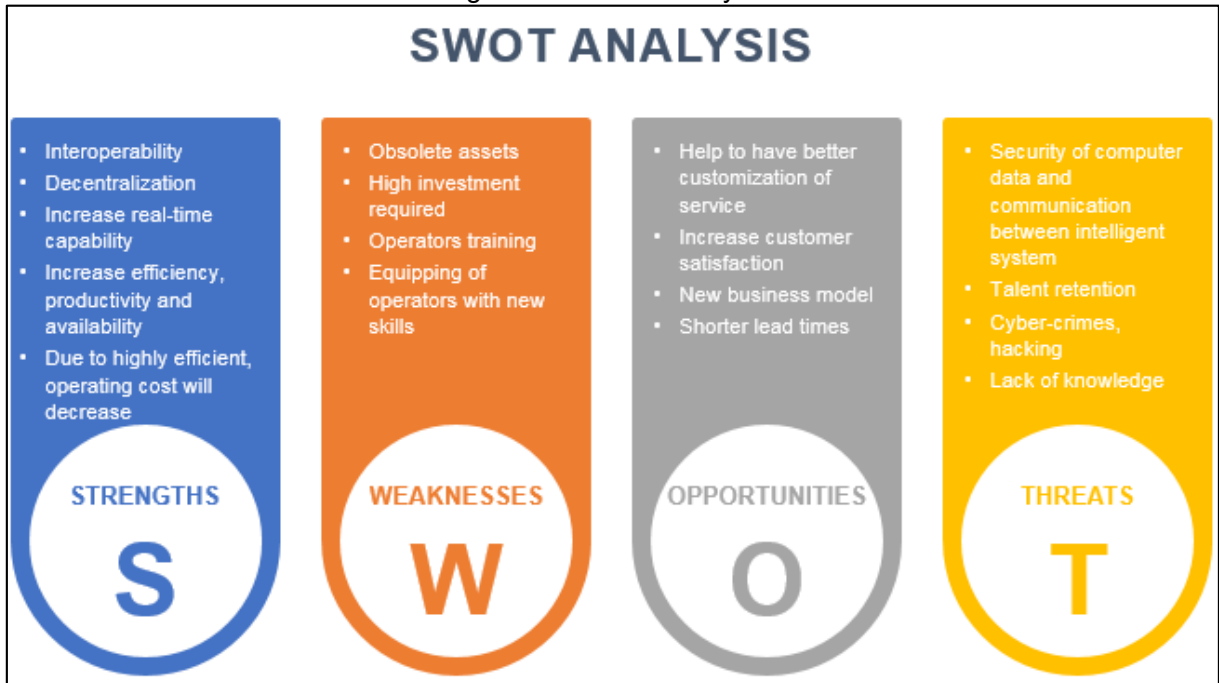 SWOT ANALYSIS
• Interoperability
• Decentralization
• Increase real-time
capability
• Increase efficiency,
productivity and
availability
• Due to highly efficient,
operating cost will
decrease
STRENGTHS
S
• Obsolete assets
• High investment
required
• Operators training
• Equipping of
operators with new
skills
WEAKNESSES
W
• Help to have better
customization of
service
• Increase customer
satisfaction
• New business model
• Shorter lead times
OPPORTUNITIES
O
• Security of computer
data and
communication
between intelligent
system
• Talent retention
• Cyber-crimes,
hacking
• Lack of knowledge
THREATS
T